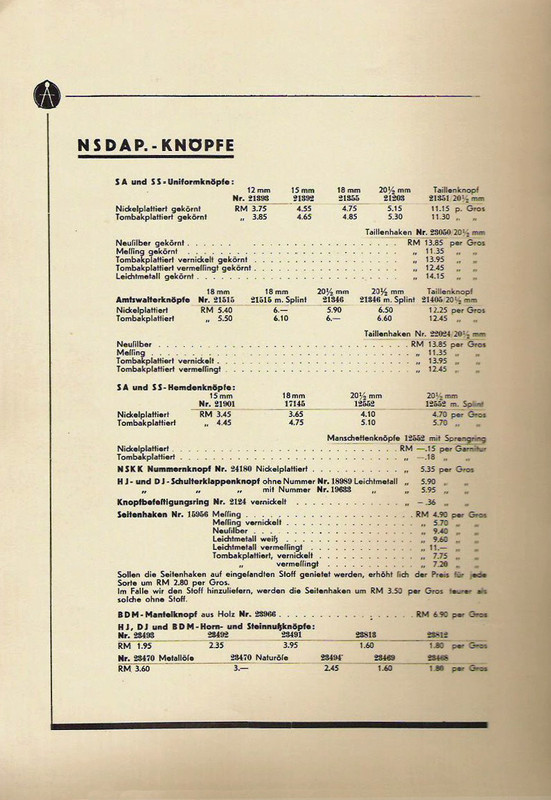 NSDAP.-KNÖPFE
SA und SS-Uniformknöpfe:
12 mm 15 mm 18 mm 20½ mm Taillenknopf
Nr. 21393 21392 21355 21203 21351/20½ mm
Nickelplattiert gekörnt RM 3.75 4.55 4.75 5.15 11.15 p. Gros
Tombakplattiert gekörnt „ 3.85 4.65 4.85 5.30 11.30 „ „
Taillenhaken Nr. 23050/20½ mm
Neusilber gekörnt RM 13.85 per Gros
Messing gekörnt „ 11.35 „ „
Tombakplattiert vernickelt gekörnt „ 13.95 „ „
Tombakplattiert vermessingt gekörnt „ 12.45 „ „
Leichtmetall gekörnt „ 14.15 „ „
18 mm 18 mm 20½ mm 20½ mm Taillenknopf
Amtswalterknöpfe Nr. 21515 21515 m. Splint 21346 21346 m. Splint 21405/20½ mm
Nickelplattiert RM 5.40 6.— 5.90 6.50 12.25 per Gros
Tombakplattiert „ 5.50 6.10 6.— 6.60 12.45 „ „
Taillenhaken Nr. 22024/20½ mm
Neusilber RM 13.85 per Gros
Messing „ 11.35 „ „
Tombakplattiert vernickelt „ 13.95 „ „
Tombakplattiert vermessingt „ 12.45 „ „
SA und SS-Hemdenknöpfe:
15 mm 18 mm 20½ mm 20½ mm
Nr. 21901 17145 12552 12552 m. Splint
Nickelplattiert RM 3.45 3.65 4.10 4.70 per Gros
Tombakplattiert „ 4.45 4.75 5.10 5.70 „ „
Manschettenknöpfe 12552 mit Sprengring
Nickelplattiert RM —.15 per Garnitur
Tombakplattiert „ —.18 „ „
NSKK Nummernknopf Nr. 24180 Nickelplattiert „ 5.35 per Gros
HJ- und DJ-Schulterklappenknopf ohne Nummer Nr. 18989 Leichtmetall „ 5.90 „ „
„ „ „ mit Nummer Nr. 19633 „ „ 5.95 „ „
Knopfbefestigungsring Nr. 2124 vernickelt „ —.36 „ „
Seitenhaken Nr. 15956 Messing RM 4.90 per Gros
Messing vernickelt „ 5.70 „ „
Neusilber „ 9.40 „ „
Leichtmetall weiß „ 9.60 „ „
Leichtmetall vermessingt „ 11.— „ „
Tombakplattiert, vernickelt „ 7.75 „ „
„ vermessingt „ 7.20 „ „
Sollen die Seitenhaken auf eingesandten Stoff genietet werden, erhöht sich der Preis für jede
Sorte um RM 2.80 per Gros.
Im Falle wir den Stoff hinzuliefern, werden die Seitenhaken um RM 3.50 per Gros teurer als
solche ohne Stoff.
BDM-Mantelknopf aus Holz Nr. 23966 RM 6.90 per Gros
HJ, DJ und BDM-Horn- und Steinnußknöpfe:
Nr. 23493 23492 23491 23813 23812
RM 1.95 2.35 3.95 1.60 1.80 per Gros
Nr. 23470 Metallöse 23470 Naturöse 23494 23469 23468
RM 3.60 3.— 2.45 1.60 1.80 per Gros